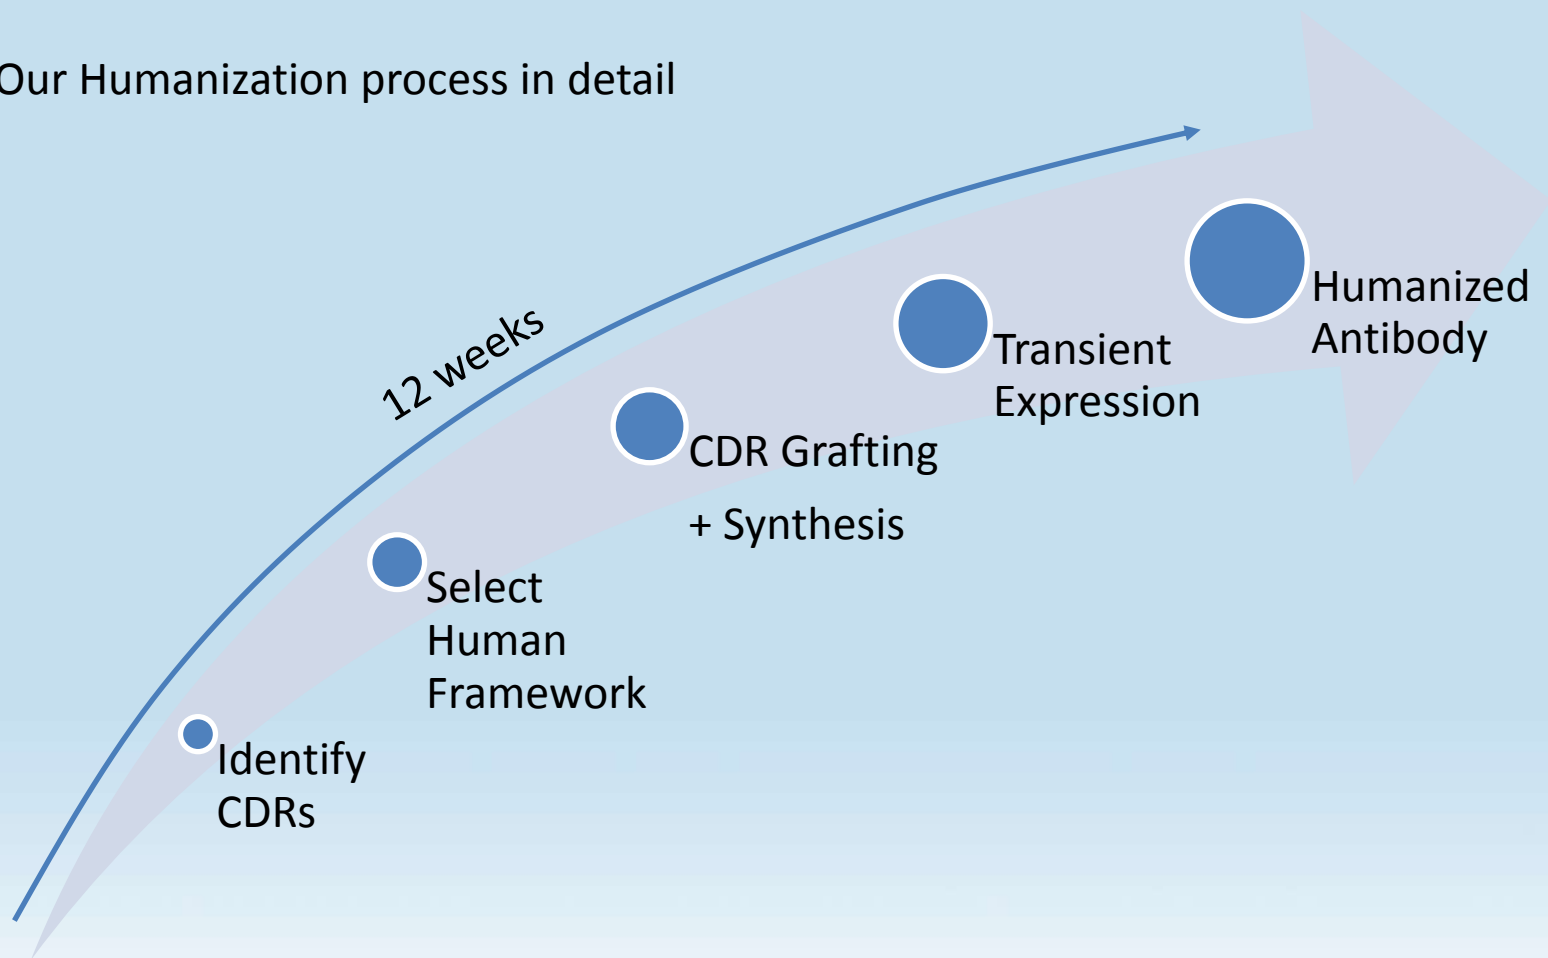 Our Humanization process in detail
12 weeks
Identify
CDRs
Select
Human
Framework
CDR Grafting
+ Synthesis
Transient
Expression
Humanized
Antibody